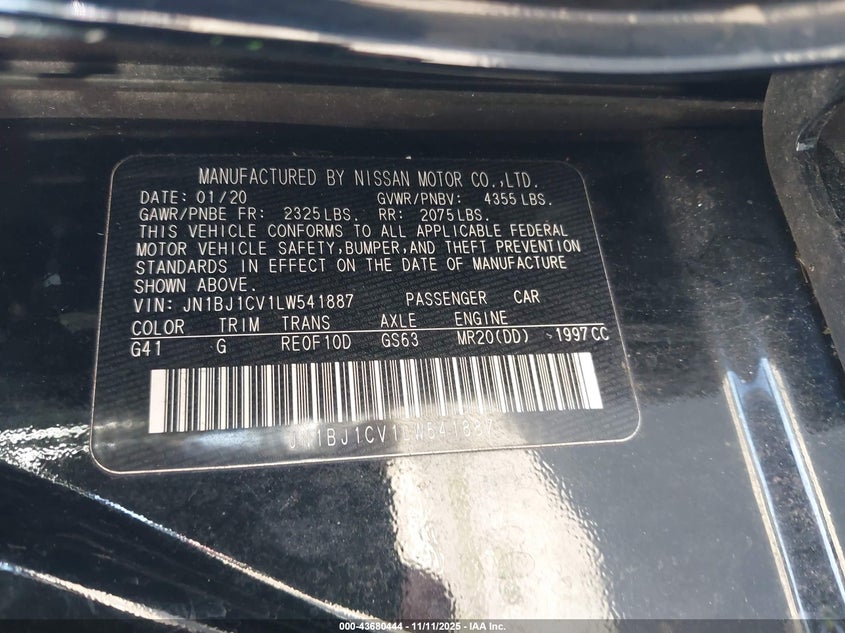 MANUFACTURED BY NISSAN MOTOR CO.,LTD.
DATE: 01/20 GVWR/PNBV: 4355 LBS.
GAWR/PNBE FR: 2325 LBS. RR: 2075 LBS.
THIS VEHICLE CONFORMS TO ALL APPLICABLE FEDERAL
MOTOR VEHICLE SAFETY, BUMPER, AND THEFT PREVENTION
STANDARDS IN EFFECT ON THE DATE OF MANUFACTURE
SHOWN ABOVE.
VIN: JN1BJ1CV1LW541887 PASSENGER CAR
COLOR TRIM TRANS AXLE ENGINE
G41 G RE0F10D GS63 MR20(DD) 1997CC
JN1BJ1CV1LW541887
000-43680444 - 11/11/2025 - IAA Inc.